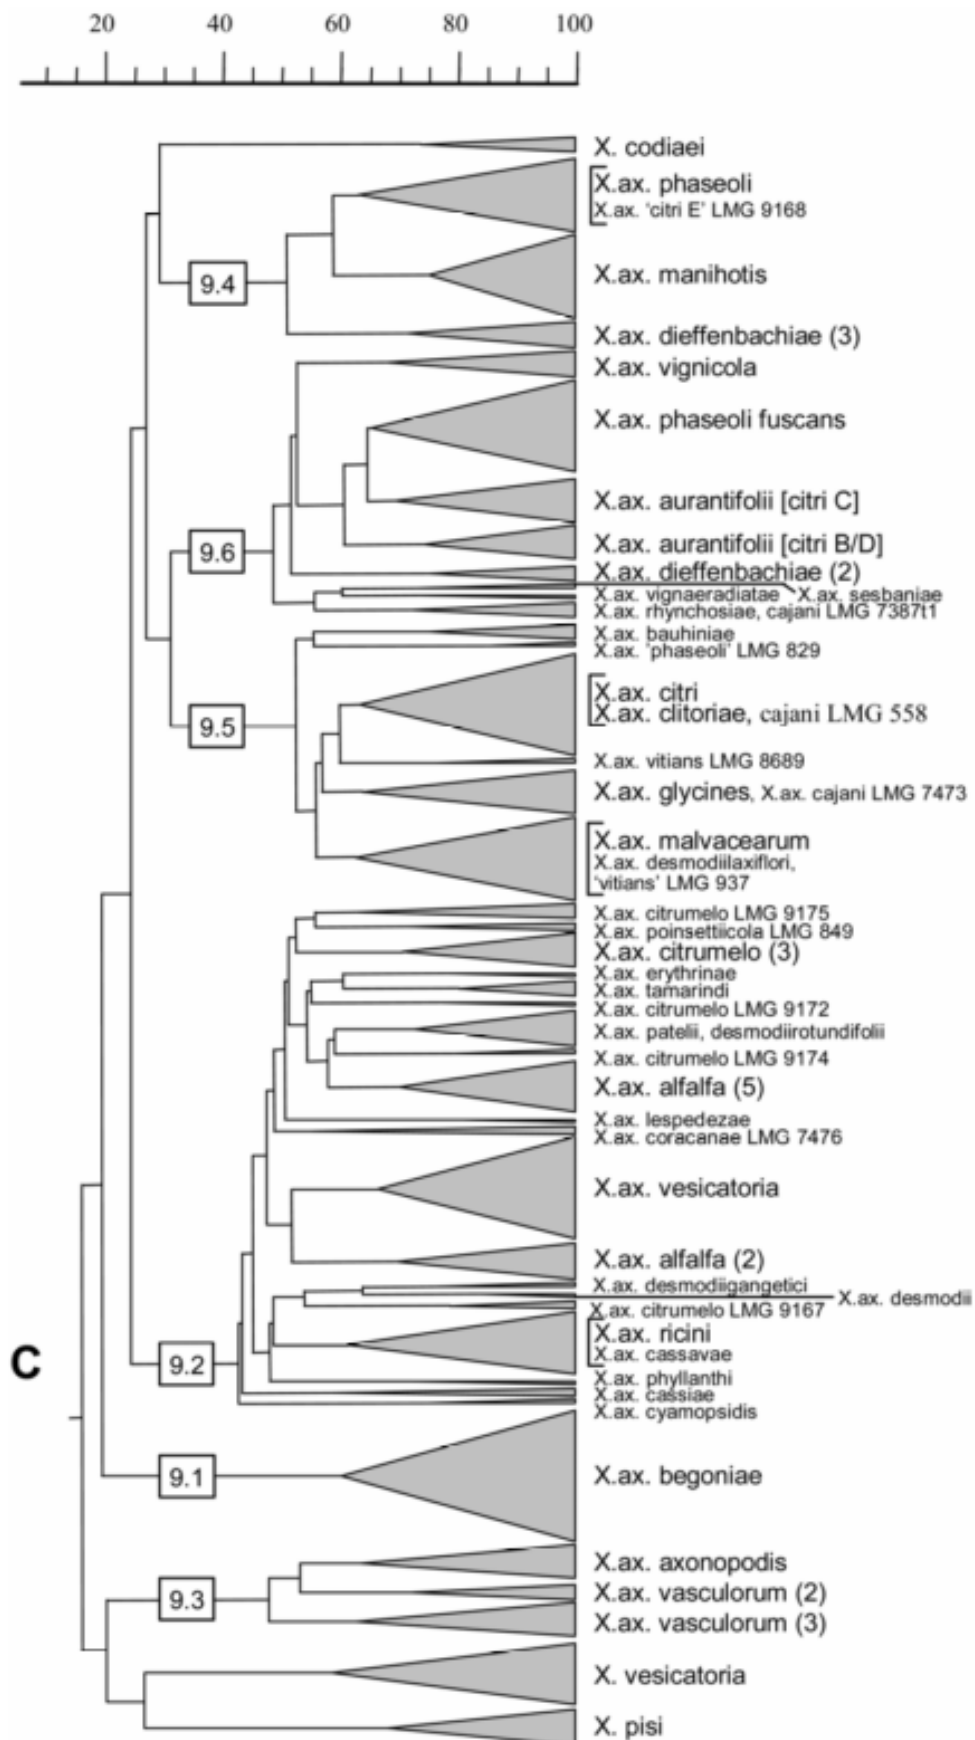 20 40 60 80 100
X. codiaei
X.ax. phaseoli
X.ax. ‘citri E’ LMG 9168
9.4
X.ax. manihotis
X.ax. dieffenbachiae (3)
X.ax. vignicola
X.ax. phaseoli fuscans
X.ax. aurantifolii [citri C]
9.6
X.ax. aurantifolii [citri B/D]
X.ax. dieffenbachiae (2)
X.ax. vignaeradiatae X.ax. sesbaniae
X.ax. rhynchosiae, cajani LMG 7387t1
X.ax. bauhiniae
X.ax. ‘phaseoli’ LMG 829
X.ax. citri
X.ax. clitoriae, cajani LMG 558
9.5
X.ax. vitians LMG 8689
X.ax. glycines, X.ax. cajani LMG 7473
X.ax. malvacearum
X.ax. desmodiilaxiflori,
‘vitians’ LMG 937
X.ax. citrumelo LMG 9175
X.ax. poinsettiicola LMG 849
X.ax. citrumelo (3)
X.ax. erythrinae
X.ax. tamarindi
X.ax. citrumelo LMG 9172
X.ax. patelii, desmodiirotundifolii
X.ax. citrumelo LMG 9174
X.ax. alfalfa (5)
X.ax. lespedezae
X.ax. coracanae LMG 7476
X.ax. vesicatoria
X.ax. alfalfa (2)
X.ax. desmodiigangetici
X.ax. desmodii
X.ax. citrumelo LMG 9167
X.ax. ricini
X.ax. cassavae
C
9.2
X.ax. phyllanthi
X.ax. cassiae
X.ax. cyamopsidis
9.1
X.ax. begoniae
X.ax. axonopodis
9.3
X.ax. vasculorum (2)
X.ax. vasculorum (3)
X. vesicatoria
X. pisi